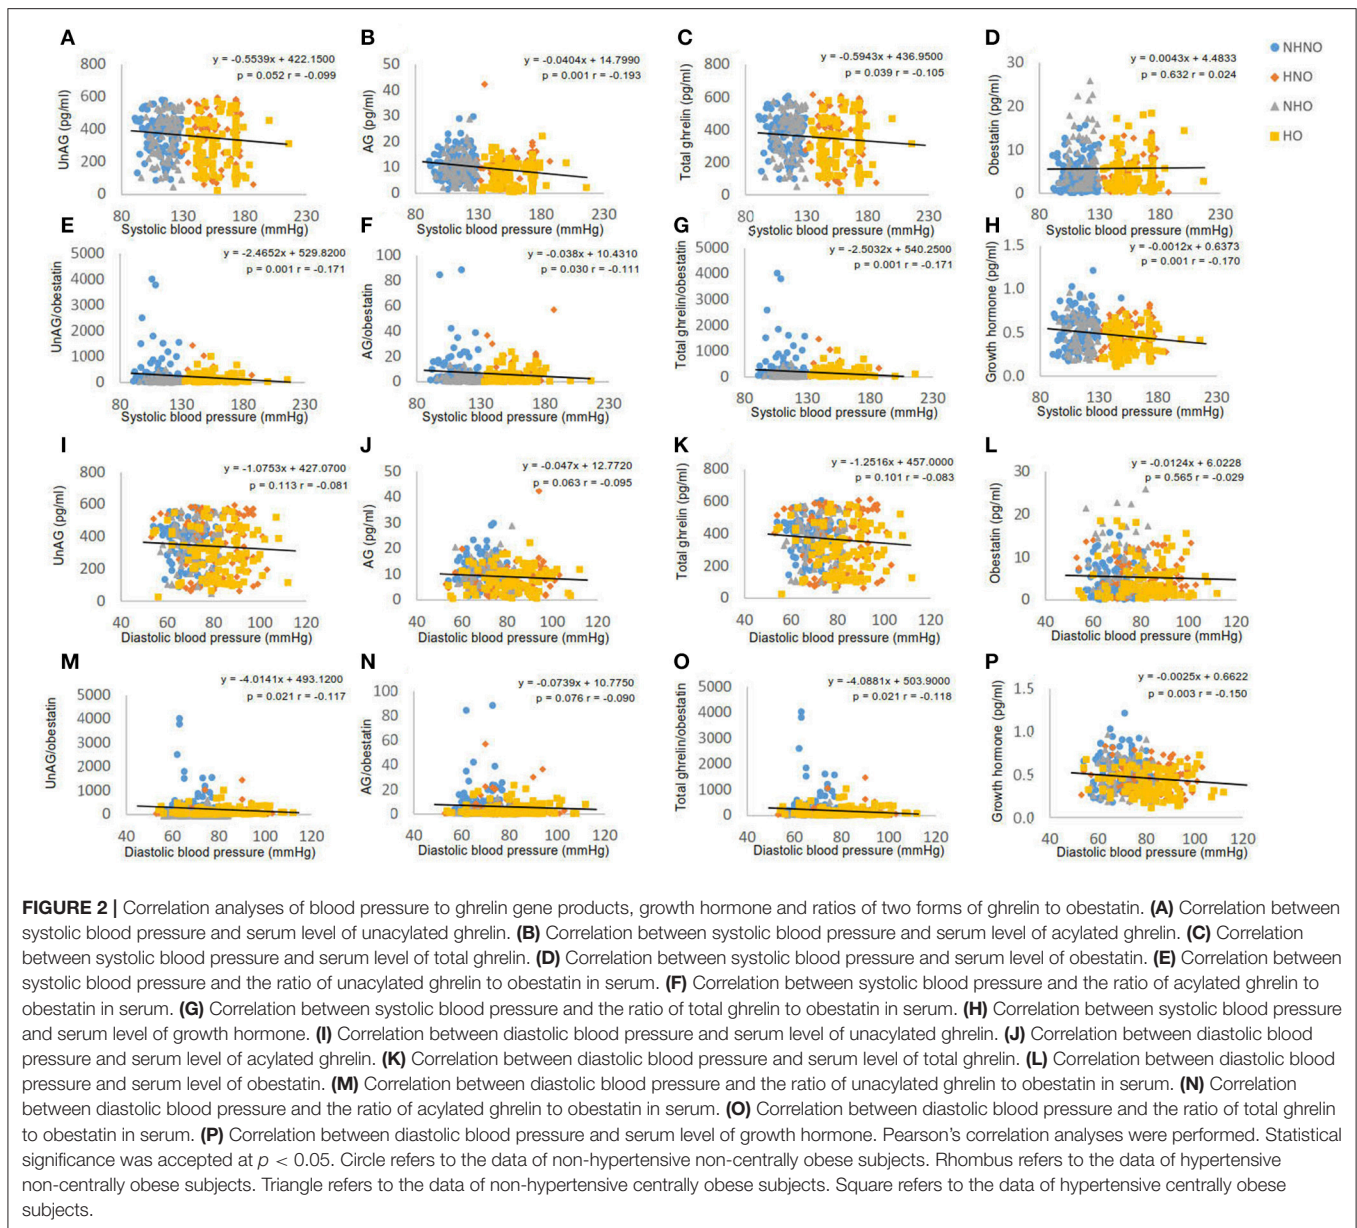 A
B
C
D
y = -0.5539x + 422.1500
p = 0.052 r = -0.099
y = -0.0404x + 14.7990
p = 0.001 r = -0.193
y = -0.5943x + 436.9500
p = 0.039 r = -0.105
y = 0.0043x + 4.4833
p = 0.632 r = 0.024
NHNO
HNO
NHO
HO
UnAG (pg/ml)
800
600
400
200
0
80 130 180 230
Systolic blood pressure (mmHg)
AG (pg/ml)
50
40
30
20
10
0
80 130 180 230
Systolic blood pressure (mmHg)
Total ghrelin (pg/ml)
800
600
400
200
0
80 130 180 230
Systolic blood pressure (mmHg)
Obestatin (pg/ml)
30
20
10
0
80 130 180 230
Systolic blood pressure (mmHg)
E
F
G
H
y = -2.4652x + 529.8200
p = 0.001 r = -0.171
y = -0.038x + 10.4310
p = 0.030 r = -0.111
y = -2.5032x + 540.2500
p = 0.001 r = -0.171
y = -0.0012x + 0.6373
p = 0.001 r = -0.170
UnAG/obestatin
5000
4000
3000
2000
1000
0
80 130 180 230
Systolic blood pressure (mmHg)
AG/obestatin
100
80
60
40
20
0
80 130 180 230
Systolic blood pressure (mmHg)
Total ghrelin/obestatin
5000
4000
3000
2000
1000
0
80 130 180 230
Systolic blood pressure (mmHg)
Growth hormone (pg/ml)
1.5
1.0
0.5
0.0
80 130 180 230
Systolic blood pressure (mmHg)
I
J
K
L
y = -1.0753x + 427.0700
p = 0.113 r = -0.081
y = -0.047x + 12.7720
p = 0.063 r = -0.095
y = -1.2516x + 457.0000
p = 0.101 r = -0.083
y = -0.0124x + 6.0228
p = 0.565 r = -0.029
UnAG (pg/ml)
800
600
400
200
0
40 60 80 100 120
Diastolic blood pressure (mmHg)
AG (pg/ml)
50
40
30
20
10
0
40 60 80 100 120
Diastolic blood pressure (mmHg)
Total ghrelin (pg/ml)
800
600
400
200
0
40 60 80 100 120
Diastolic blood pressure (mmHg)
Obestatin (pg/ml)
30
20
10
0
40 60 80 100 120
Diastolic blood pressure (mmHg)
M
N
O
P
y = -4.0141x + 493.1200
p = 0.021 r = -0.117
y = -0.0739x + 10.7750
p = 0.076 r = -0.090
y = -4.0881x + 503.9000
p = 0.021 r = -0.118
y = -0.0025x + 0.6622
p = 0.003 r = -0.150
UnAG/obestatin
5000
4000
3000
2000
1000
0
40 60 80 100 120
Diastolic blood pressure (mmHg)
AG/obestatin
100
80
60
40
20
0
40 60 80 100 120
Diastolic blood pressure (mmHg)
Total ghrelin/obestatin
5000
4000
3000
2000
1000
0
40 60 80 100 120
Diastolic blood pressure (mmHg)
Growth hormone (pg/ml)
1.5
1.0
0.5
0.0
40 60 80 100 120
Diastolic blood pressure (mmHg)
FIGURE 2 | Correlation analyses of blood pressure to ghrelin gene products, growth hormone and ratios of two forms of ghrelin to obestatin. (A) Correlation between
systolic blood pressure and serum level of unacylated ghrelin. (B) Correlation between systolic blood pressure and serum level of acylated ghrelin. (C) Correlation
between systolic blood pressure and serum level of total ghrelin. (D) Correlation between systolic blood pressure and serum level of obestatin. (E) Correlation between
systolic blood pressure and the ratio of unacylated ghrelin to obestatin in serum. (F) Correlation between systolic blood pressure and the ratio of acylated ghrelin to
obestatin in serum. (G) Correlation between systolic blood pressure and the ratio of total ghrelin to obestatin in serum. (H) Correlation between systolic blood pressure
and serum level of growth hormone. (I) Correlation between diastolic blood pressure and serum level of unacylated ghrelin. (J) Correlation between diastolic blood
pressure and serum level of acylated ghrelin. (K) Correlation between diastolic blood pressure and serum level of total ghrelin. (L) Correlation between diastolic blood
pressure and serum level of obestatin. (M) Correlation between diastolic blood pressure and the ratio of unacylated ghrelin to obestatin in serum. (N) Correlation
between diastolic blood pressure and the ratio of acylated ghrelin to obestatin in serum. (O) Correlation between diastolic blood pressure and the ratio of total ghrelin
to obestatin in serum. (P) Correlation between diastolic blood pressure and serum level of growth hormone. Pearson's correlation analyses were performed. Statistical
significance was accepted at p < 0.05. Circle refers to the data of non-hypertensive non-centrally obese subjects. Rhombus refers to the data of hypertensive
non-centrally obese subjects. Triangle refers to the data of non-hypertensive centrally obese subjects. Square refers to the data of hypertensive centrally obese
subjects.